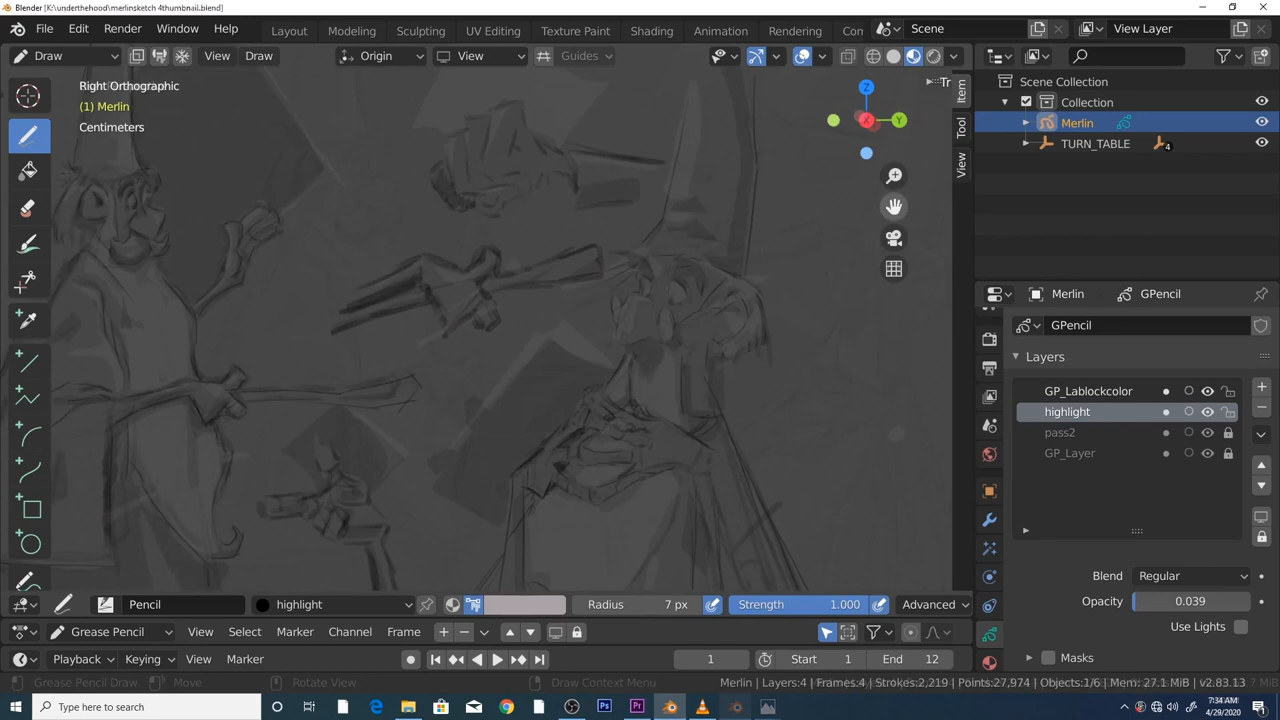 Blender [K:\underthehood\merlinsketch 4thumbnail.blend]
File Edit Render Window Help Layout Modeling Sculpting UV Editing Texture Paint Shading Animation Rendering Scene View Layer
Draw View Draw Origin View Guides
Right Orthographic
(1) Merlin
Centimeters
Tr
Item
Tool
View
Z
X
Y
Scene Collection
Collection
Merlin
TURN_TABLE 4
Merlin GPencil
GPencil
Layers
GP_Lablockcolor
highlight
pass2
GP_Layer
Blend Regular
Opacity 0.039
Use Lights
Masks
Pencil highlight Radius 7 px Strength 1.000 Advanced
Grease Pencil View Select Marker Channel Frame
Playback Keying View Marker 1 Start 1 End 12
Grease Pencil Draw Move Rotate View Draw Context Menu Merlin | Layers:4 | Frames:4 | Strokes:2,219 | Points:27,974 | Objects:1/6 | Mem: 27.1 MiB | v2.83.13
Type here to search
7:34 AM
4/29/2020